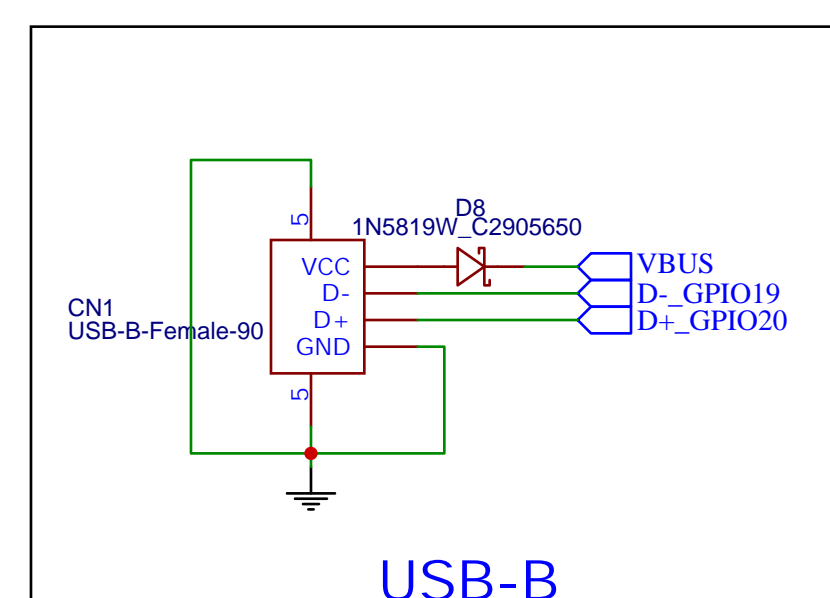 D8
1N5819W_C2905650
5
VCC
VBUS
D-
D-_GPIO19
D+
D+_GPIO20
GND
CN1
USB-B-Female-90
5
USB-B